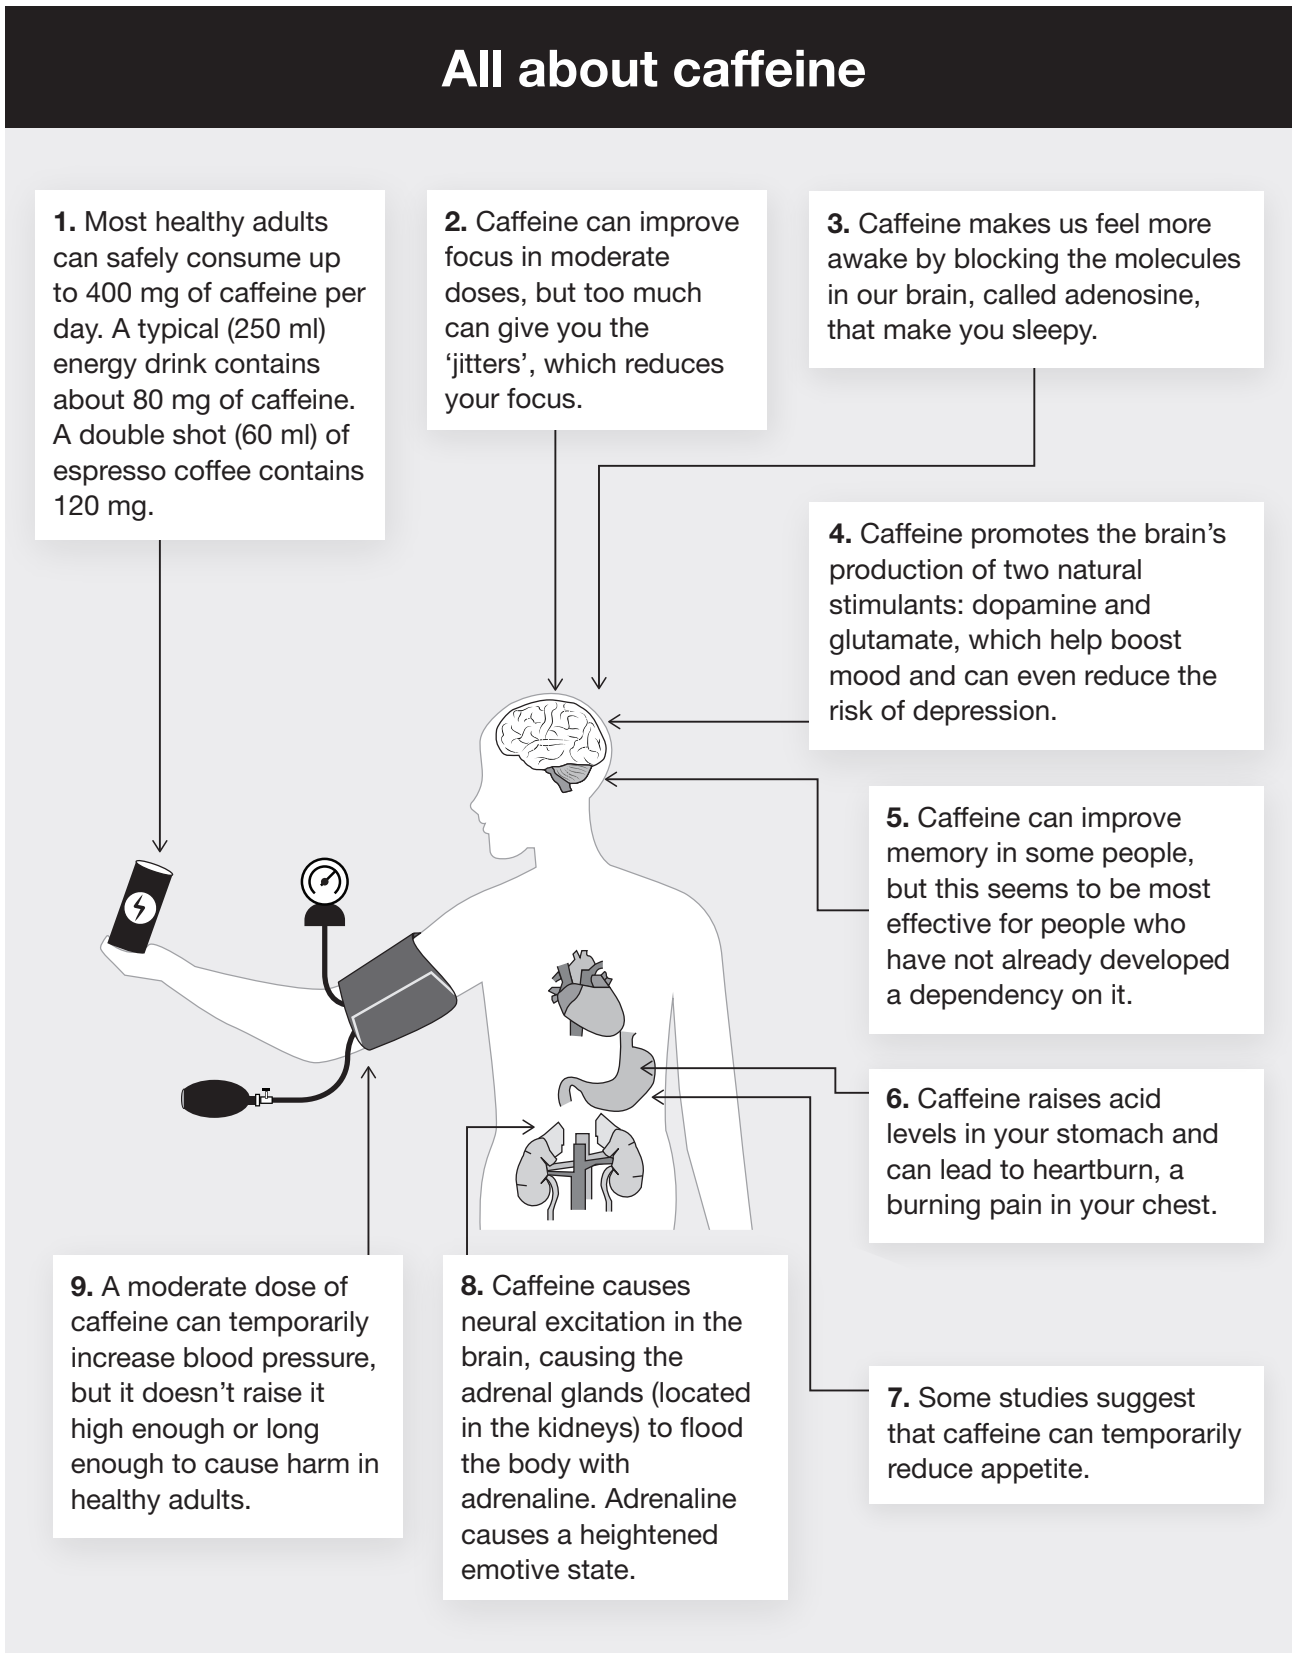 All about caffeine
1. Most healthy adults
can safely consume up
to 400 mg of caffeine per
day. A typical (250 ml)
energy drink contains
about 80 mg of caffeine.
A double shot (60 ml) of
espresso coffee contains
120 mg.
2. Caffeine can improve
focus in moderate
doses, but too much
can give you the
‘jitters’, which reduces
your focus.
3. Caffeine makes us feel more
awake by blocking the molecules
in our brain, called adenosine,
that make you sleepy.
4. Caffeine promotes the brain’s
production of two natural
stimulants: dopamine and
glutamate, which help boost
mood and can even reduce the
risk of depression.
5. Caffeine can improve
memory in some people,
but this seems to be most
effective for people who
have not already developed
a dependency on it.
6. Caffeine raises acid
levels in your stomach and
can lead to heartburn, a
burning pain in your chest.
7. Some studies suggest
that caffeine can temporarily
reduce appetite.
8. Caffeine causes
neural excitation in the
brain, causing the
adrenal glands (located
in the kidneys) to flood
the body with
adrenaline. Adrenaline
causes a heightened
emotive state.
9. A moderate dose of
caffeine can temporarily
increase blood pressure,
but it doesn’t raise it
high enough or long
enough to cause harm in
healthy adults.